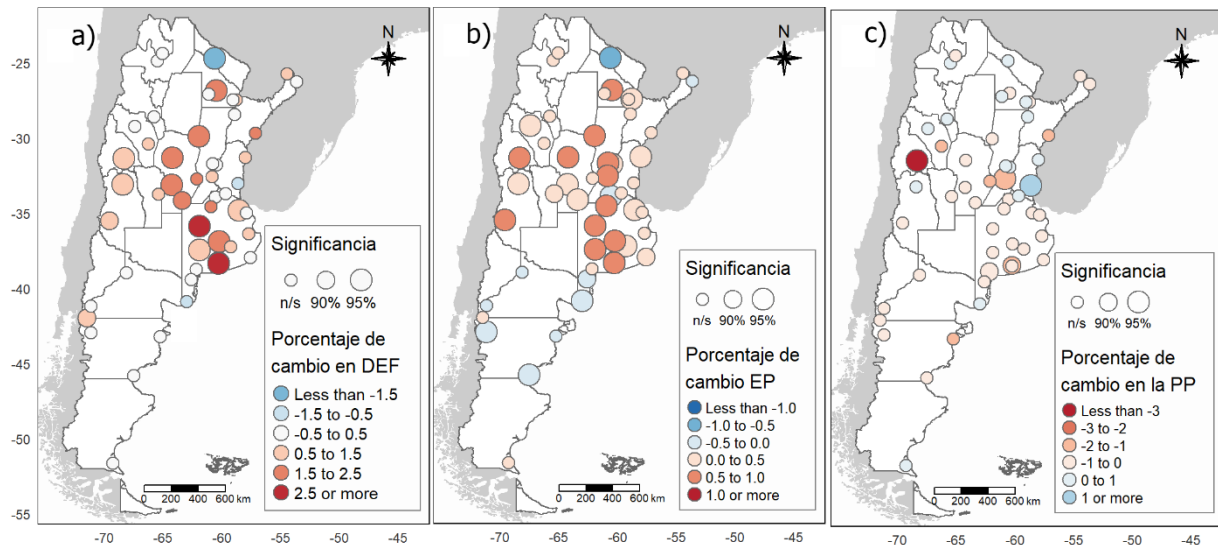 a)
N
-25
-30
-35
-40
-45
-50
-55
Significancia
n/s 90% 95%
Porcentaje de
cambio en DEF
Less than -1.5
-1.5 to -0.5
-0.5 to 0.5
0.5 to 1.5
1.5 to 2.5
2.5 or more
0 200 400 600 km
-70 -65 -60 -55 -50 -45
b)
N
Significancia
n/s 90% 95%
Porcentaje de
cambio EP
Less than -1.0
-1.0 to -0.5
-0.5 to 0.0
0.0 to 0.5
0.5 to 1.0
1.0 or more
0 200 400 600 km
-70 -65 -60 -55 -50 -45
c)
N
Significancia
n/s 90% 95%
Porcentaje de
cambio en la PP
Less than -3
-3 to -2
-2 to -1
-1 to 0
0 to 1
1 or more
0 200 400 600 km
-70 -65 -60 -55 -50 -45